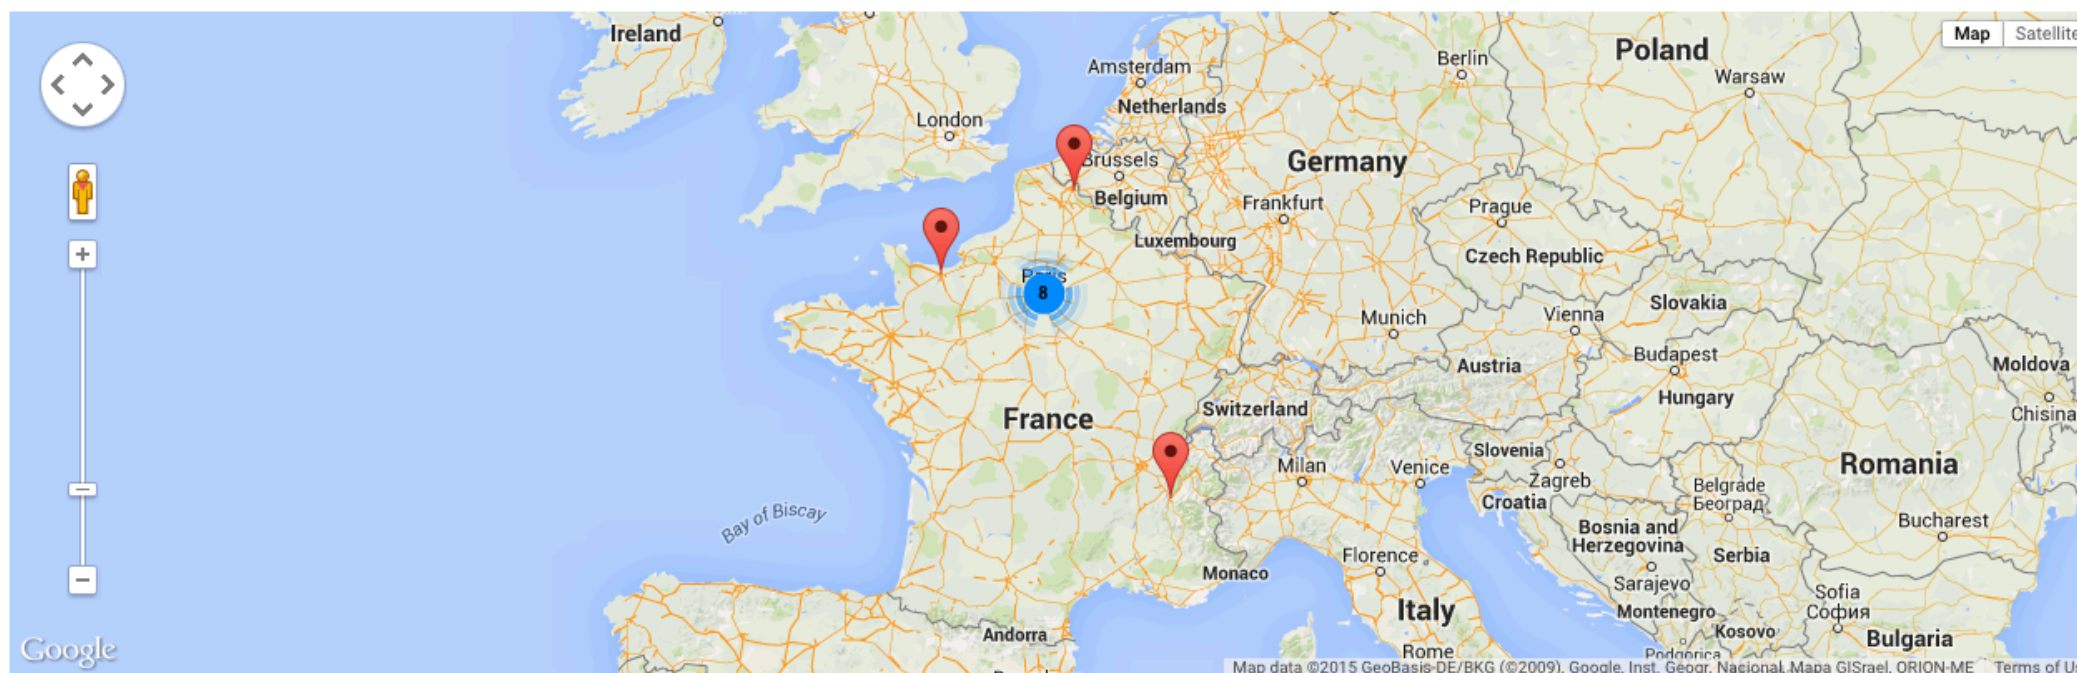 Ireland
Map
Satellite
Poland
Berlin
Amsterdam
Warsaw
Netherlands
London
Brussels
Germany
Belgium
Frankfurt
Prague
Luxembourg
Czech Republic
8
Slovakia
Munich
Vienna
Budapest
Austria
Moldova
Hungary
Switzerland
France
Chisina
Slovenia
Milan
Venice
Romania
Zagreb
Belgrade
Београд
Croatia
Bay of Biscay
Bucharest
Bosnia and
Herzegovina
Florence
Serbia
Monaco
Sarajevo
Sofia
София
Italy
Montenegro
Kosovo
Andorra
Bulgaria
Google
Rome
Podgorica
Map data ©2015 GeoBasis-DE/BKG (©2009), Google, Inst. Geogr. Nacional, Mapa GISrael, ORION-ME
Terms of Us